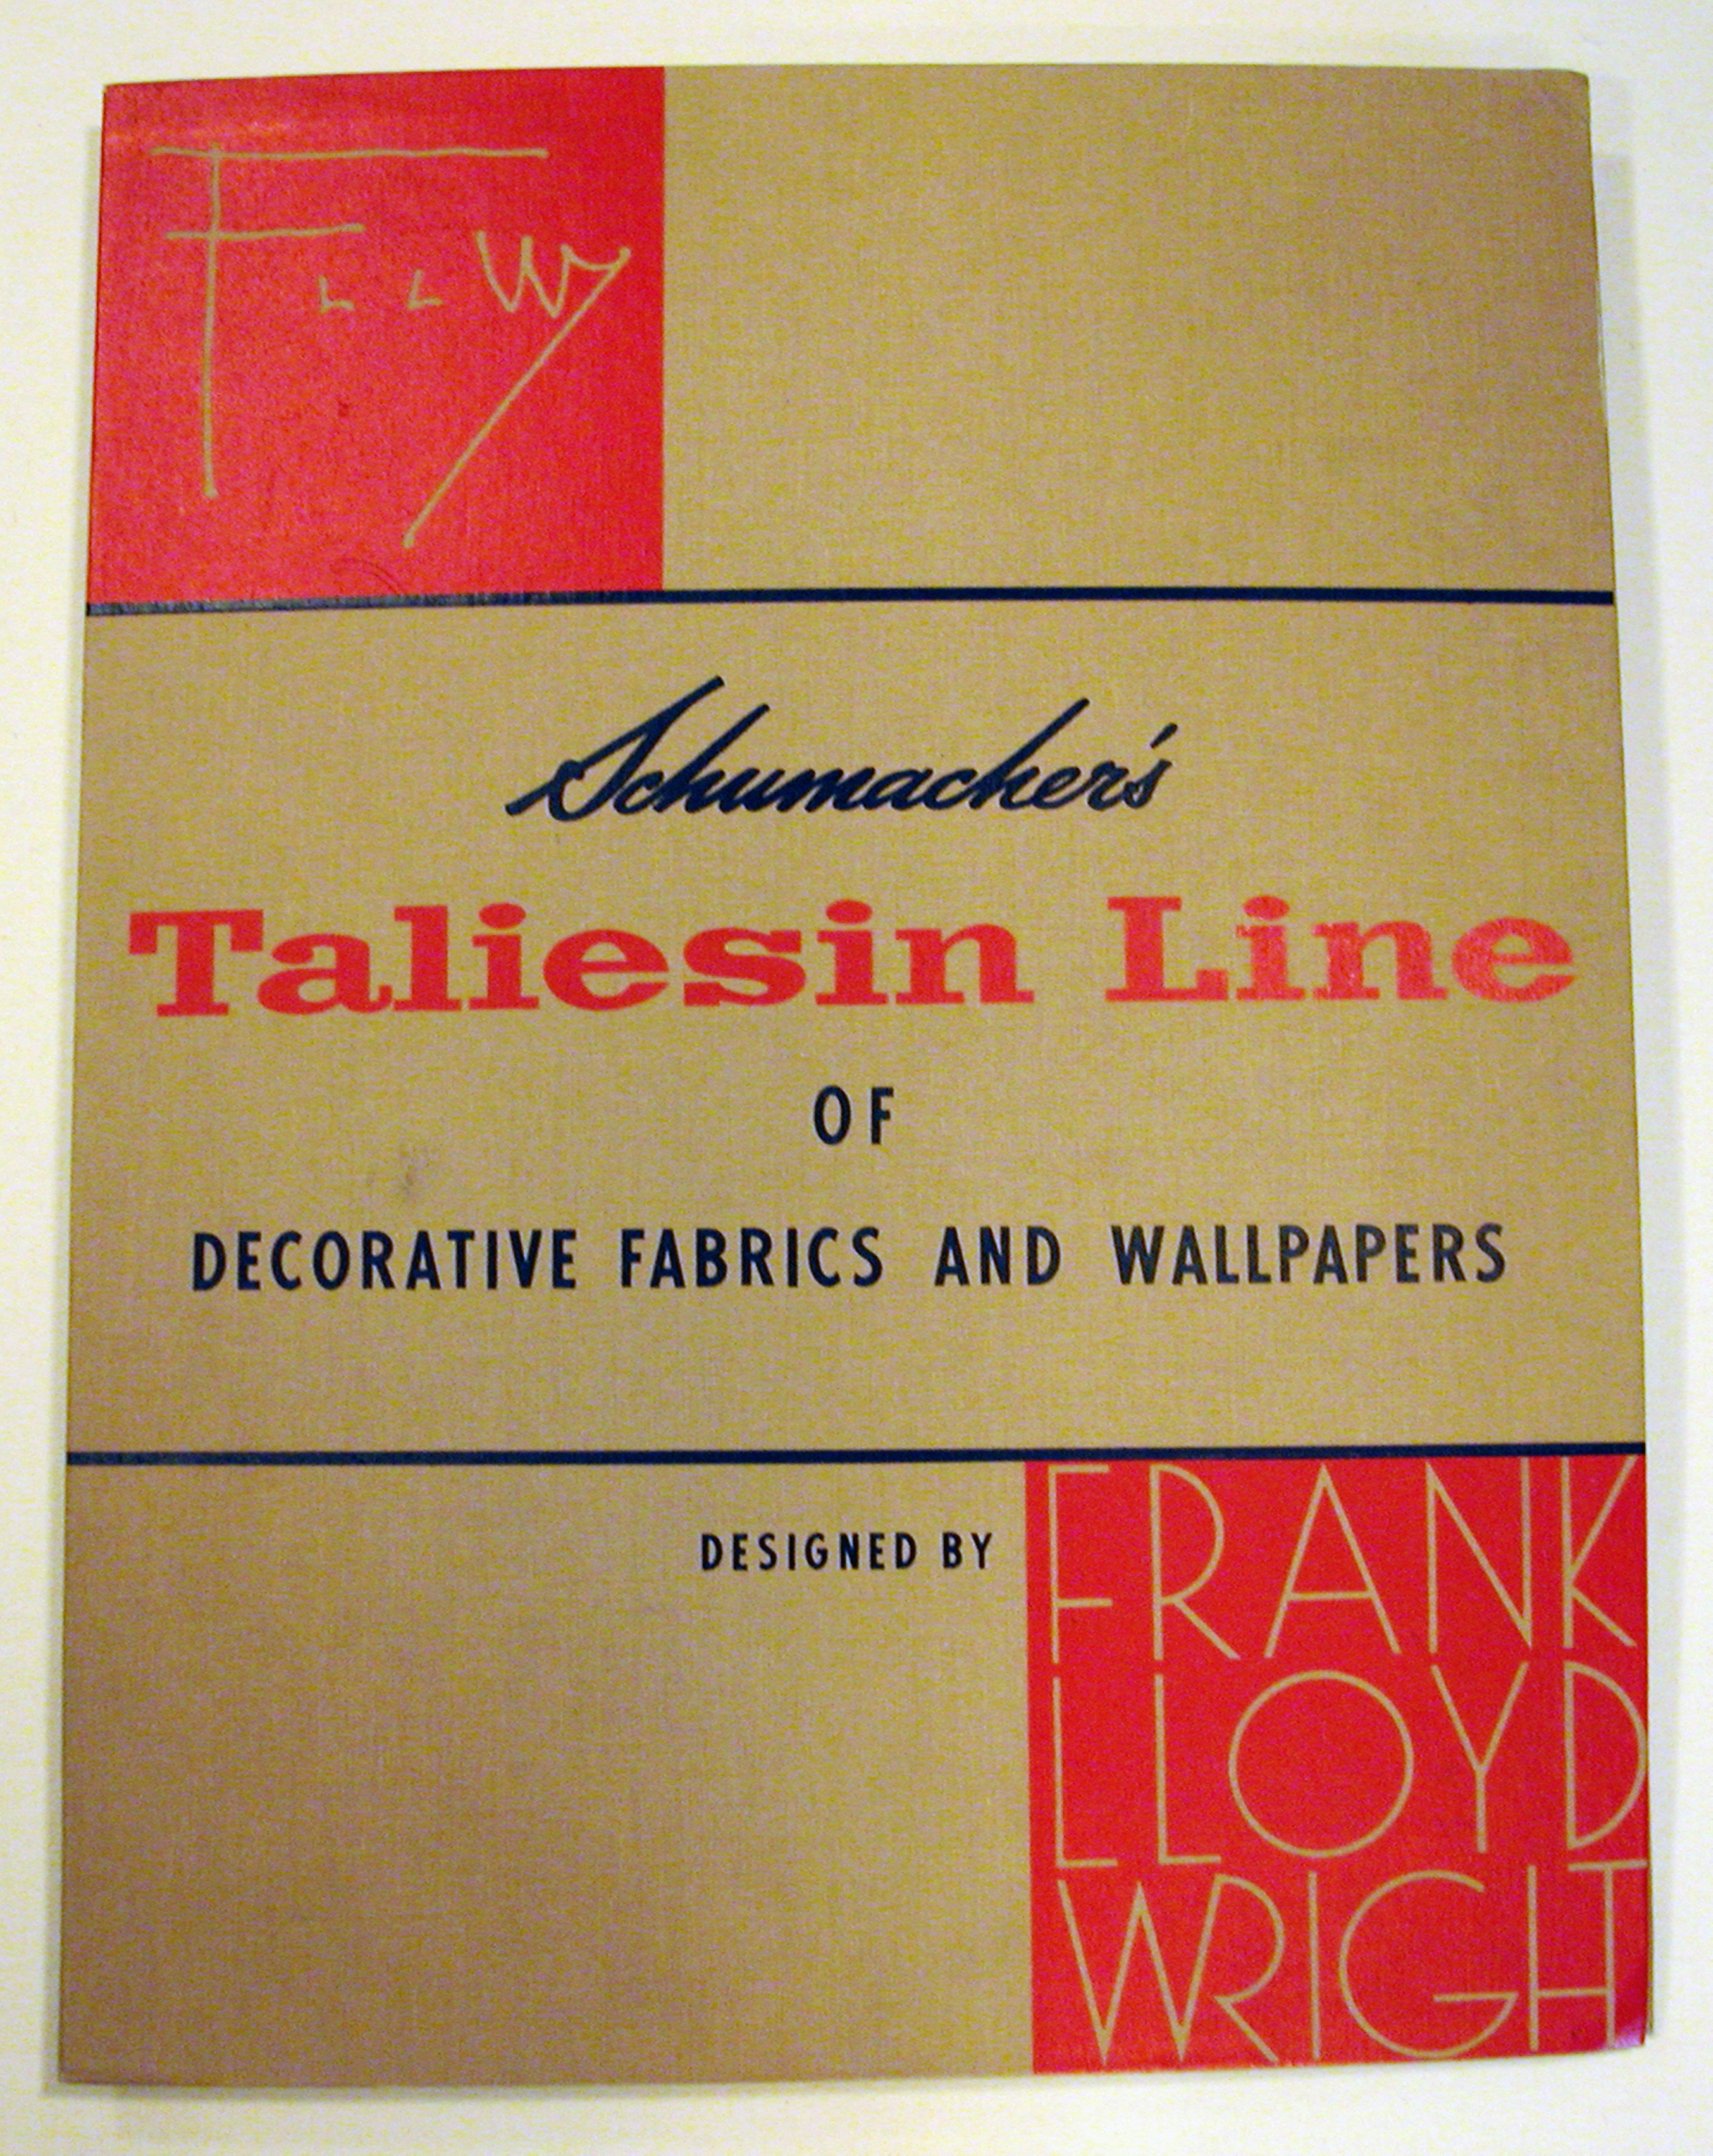 FLLW
Schumacher's
Taliesin Line
OF
DECORATIVE FABRICS AND WALLPAPERS
DESIGNED BY
FRANK
LLOYD
WRIGHT